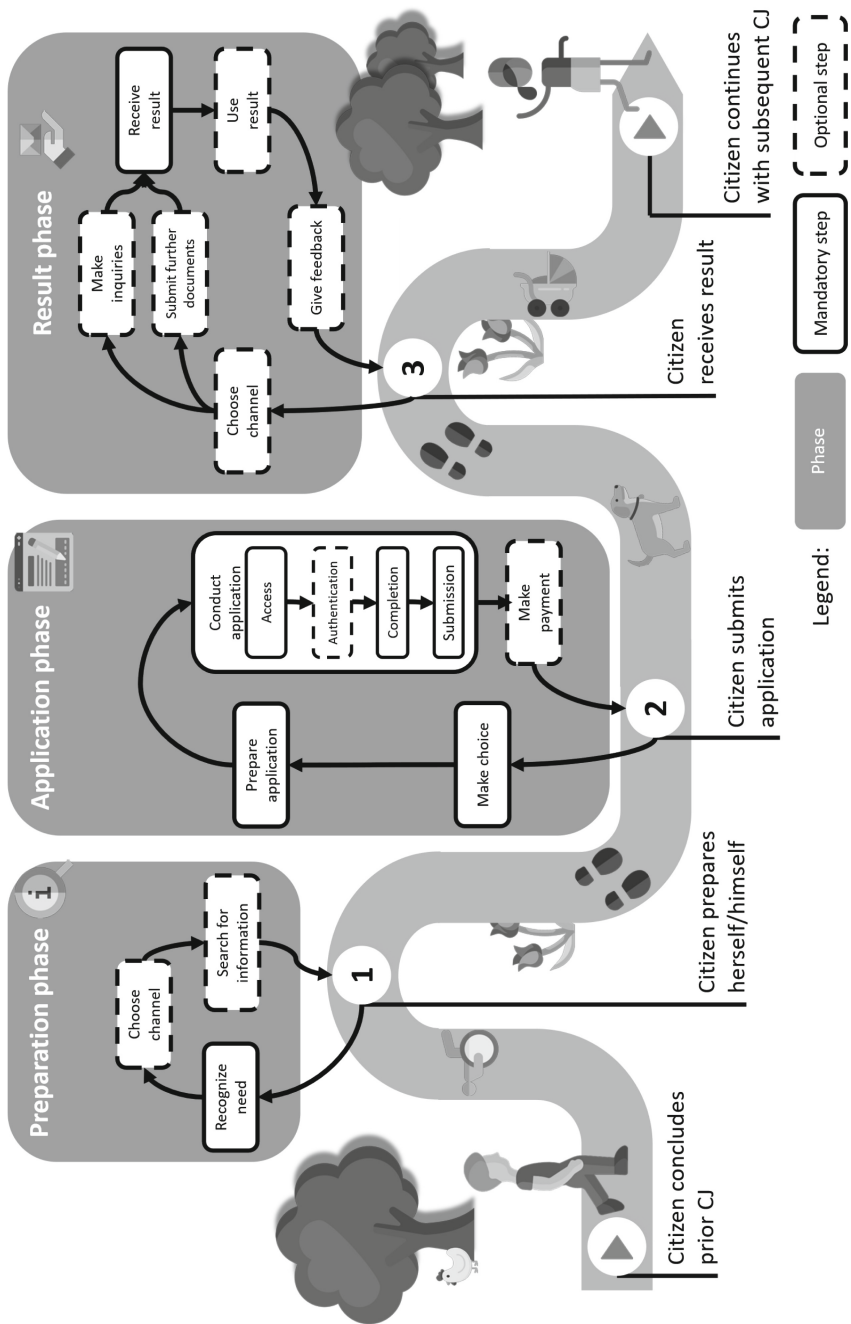 Preparation phase
i
Recognize
need
Choose
channel
Search for
information
1
Application phase
Make choice
Prepare
application
Conduct
application
Access
Authentication
Completion
Submission
Make
payment
2
Result phase
Choose
channel
Make
inquiries
Submit further
documents
Receive
result
Use
result
Give feedback
3
Citizen concludes
prior CJ
Citizen prepares
herself/himself
Citizen submits
application
Citizen
receives result
Citizen continues
with subsequent CJ
Legend:
Phase
Mandatory step
Optional step